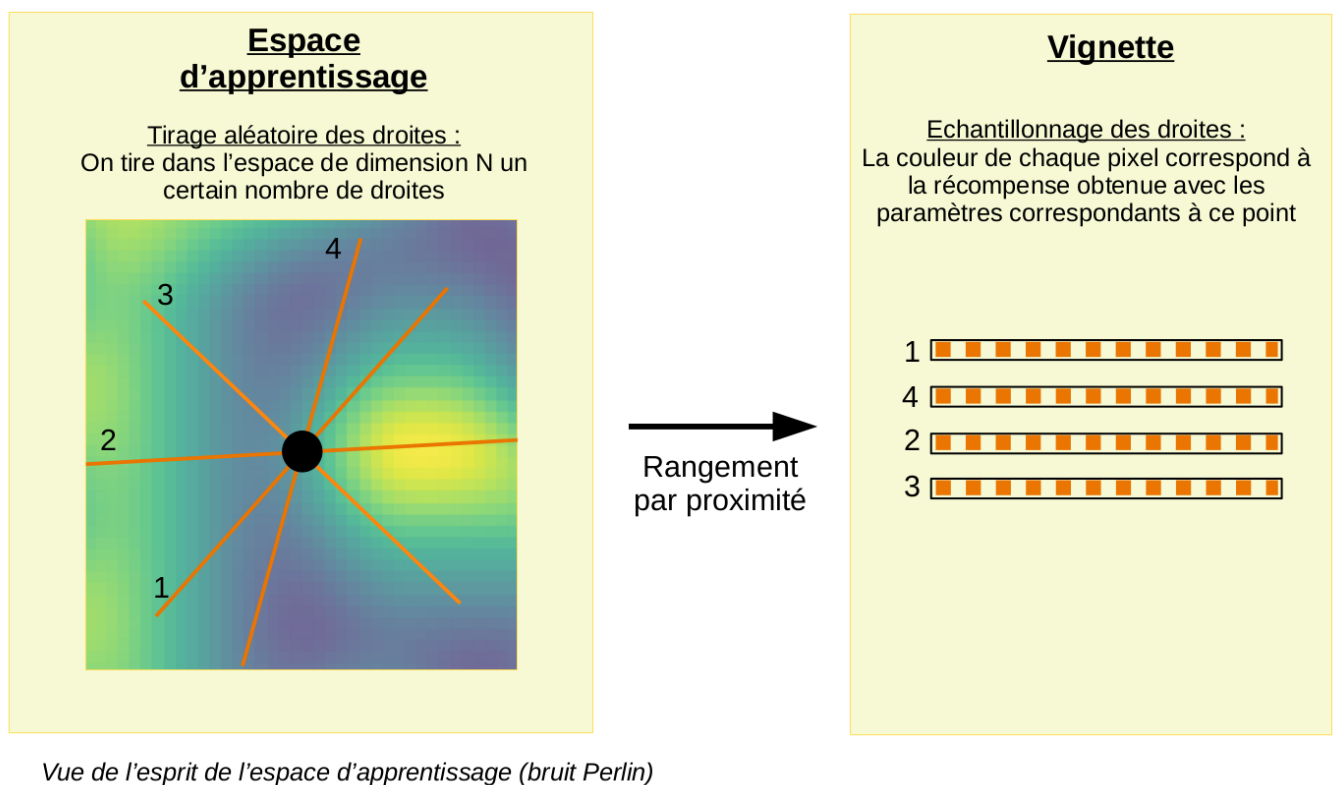 Espace
d’apprentissage
Tirage aléatoire des droites :
On tire dans l’espace de dimension N un
certain nombre de droites
4
3
2
1
Rangement
par proximité
Vignette
Echantillonnage des droites :
La couleur de chaque pixel correspond à
la récompense obtenue avec les
paramètres correspondants à ce point
1
4
2
3
Vue de l’esprit de l’espace d’apprentissage (bruit Perlin)